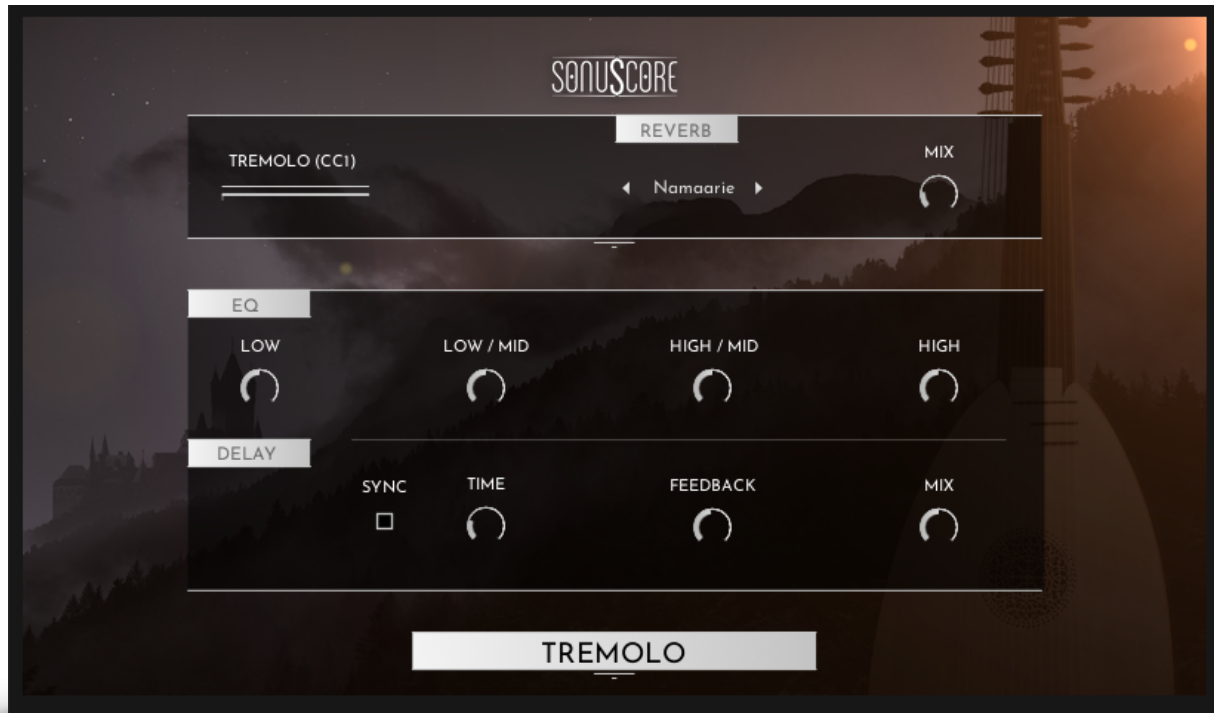 SONUSCORE
REVERB
TREMOLO (CC1)
Namaarie
MIX
EQ
LOW
LOW / MID
HIGH / MID
HIGH
DELAY
SYNC
TIME
FEEDBACK
MIX
TREMOLO